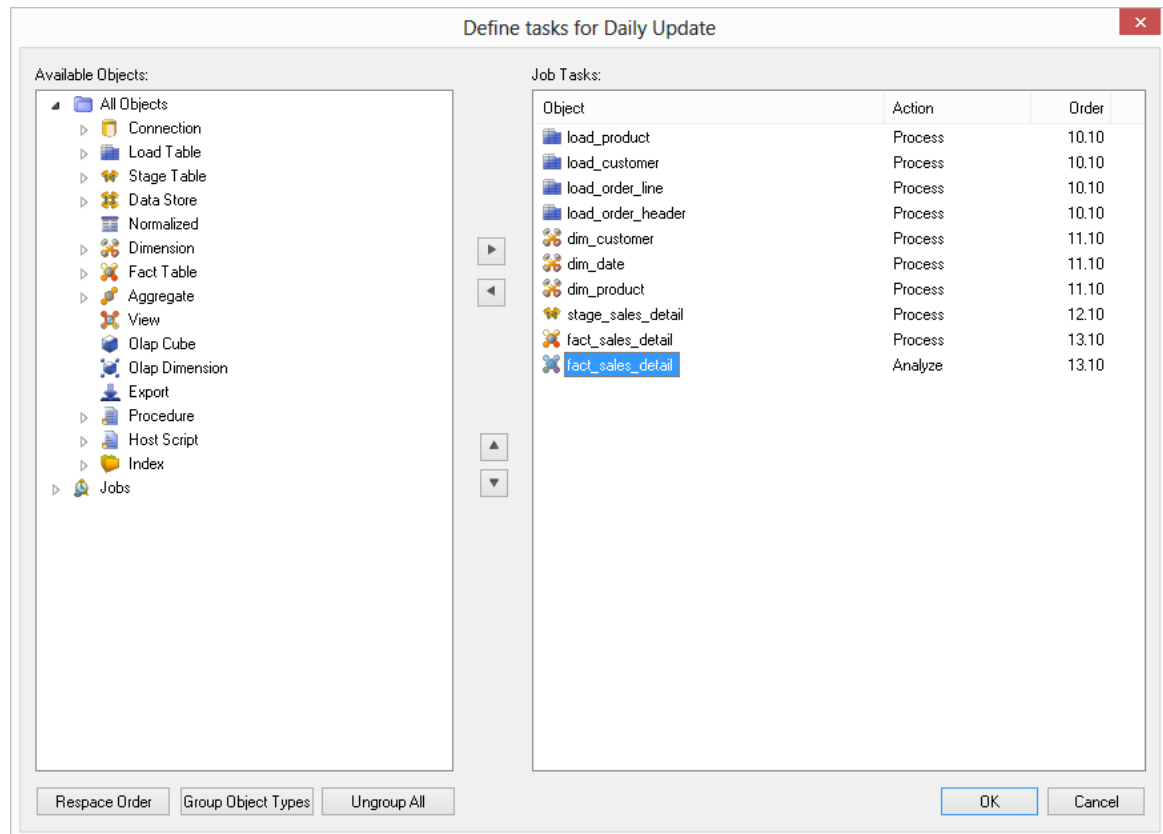 Define tasks for Daily Update
Available Objects:
All Objects
Connection
Load Table
Stage Table
Data Store
Normalized
Dimension
Fact Table
Aggregate
View
Olap Cube
Olap Dimension
Export
Procedure
Host Script
Index
Jobs
Job Tasks:
Object Action Order
load_product Process 10.10
load_customer Process 10.10
load_order_line Process 10.10
load_order_header Process 10.10
dim_customer Process 11.10
dim_date Process 11.10
dim_product Process 11.10
stage_sales_detail Process 12.10
fact_sales_detail Process 13.10
fact_sales_detail Analyze 13.10
Respace Order Group Object Types Ungroup All OK Cancel